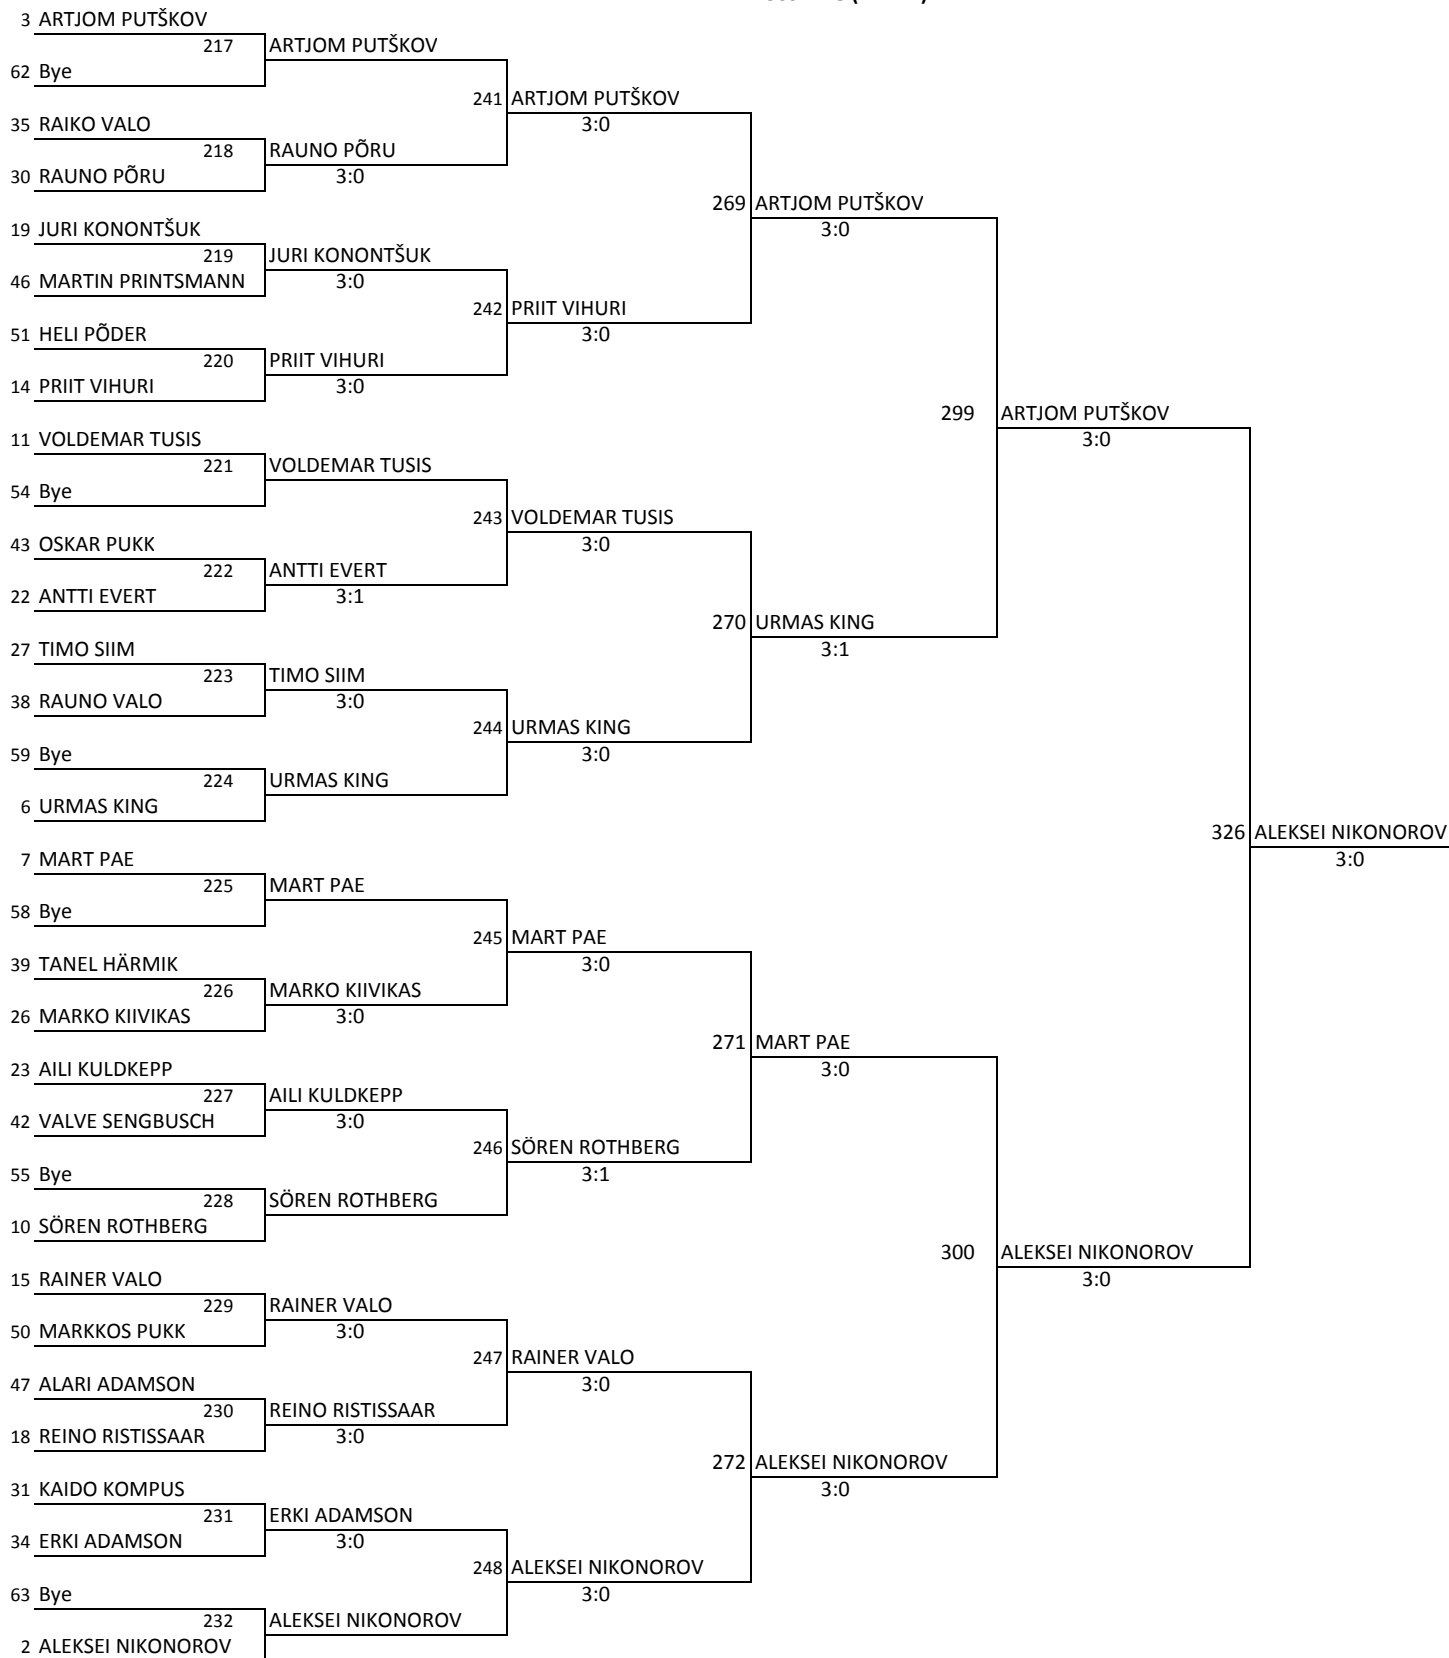 3 ARTJOM PUTŠKOV
217 ARTJOM PUTŠKOV
62 Bye
241 ARTJOM PUTŠKOV
35 RAIKO VALO
3:0
218 RAUNO PÕRU
30 RAUNO PÕRU
3:0
269 ARTJOM PUTŠKOV
19 JURI KONONTŠUK
3:0
219 JURI KONONTŠUK
46 MARTIN PRINTSMANN
3:0
242 PRIIT VIHURI
51 HELI PÕDER
3:0
220 PRIIT VIHURI
14 PRIIT VIHURI
3:0
299 ARTJOM PUTŠKOV
11 VOLDEMAR TUSIS
3:0
221 VOLDEMAR TUSIS
54 Bye
243 VOLDEMAR TUSIS
43 OSKAR PUKK
3:0
222 ANTTI EVERT
22 ANTTI EVERT
3:1
270 URMAS KING
27 TIMO SIIM
3:1
223 TIMO SIIM
38 RAUNO VALO
3:0
244 URMAS KING
59 Bye
3:0
224 URMAS KING
6 URMAS KING
326 ALEKSEI NIKONOROV
7 MART PAE
3:0
225 MART PAE
58 Bye
245 MART PAE
39 TANEL HÄRMIK
3:0
226 MARKO KIIVIKAS
26 MARKO KIIVIKAS
3:0
271 MART PAE
23 AILI KULDKEPP
3:0
227 AILI KULDKEPP
42 VALVE SENGBUSCH
3:0
246 SÖREN ROTHBERG
55 Bye
3:1
228 SÖREN ROTHBERG
10 SÖREN ROTHBERG
300 ALEKSEI NIKONOROV
15 RAINER VALO
3:0
229 RAINER VALO
50 MARKKOS PUKK
3:0
247 RAINER VALO
47 ALARI ADAMSON
3:0
230 REINO RISTISSAAR
18 REINO RISTISSAAR
3:0
272 ALEKSEI NIKONOROV
31 KAIDO KOMPUS
3:0
231 ERKI ADAMSON
34 ERKI ADAMSON
3:0
248 ALEKSEI NIKONOROV
63 Bye
3:0
232 ALEKSEI NIKONOROV
2 ALEKSEI NIKONOROV